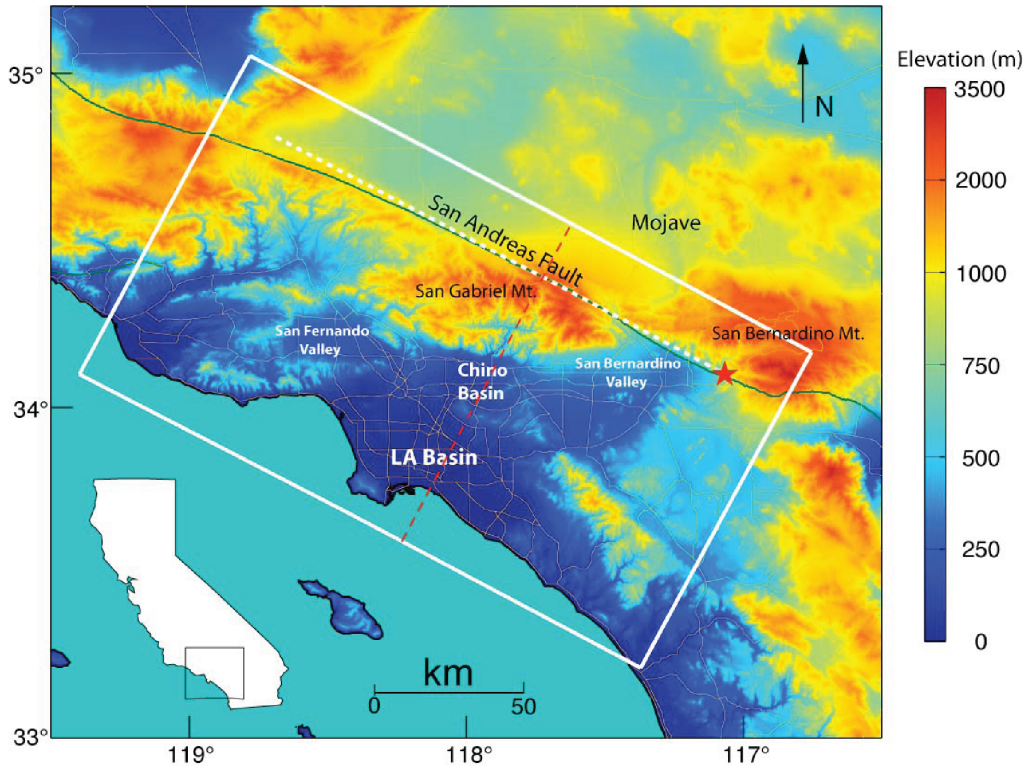 Elevation (m)
3500
2000
1000
750
500
250
0
35°
34°
33°
119°
118°
117°
N
Mojave
San Andreas Fault
San Gabriel Mt.
San Bernardino Mt.
San Fernando
Valley
Chino
Basin
San Bernardino
Valley
LA Basin
km
0
50